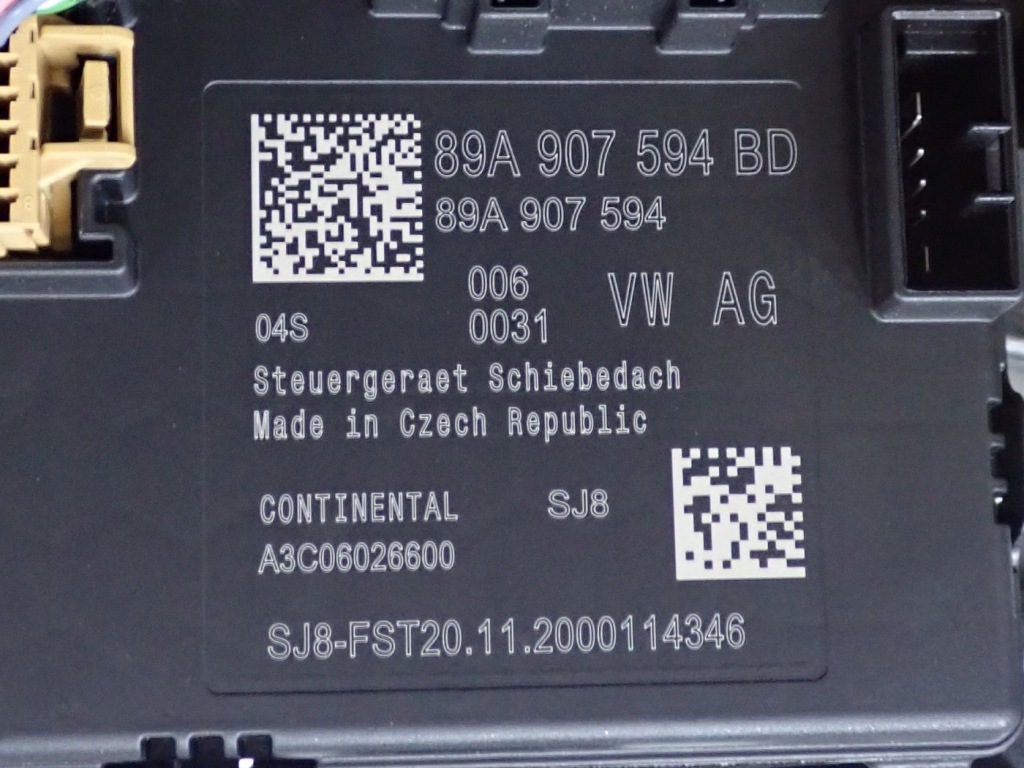 89A 907 594 BD
89A 907 594
006
VW AG
04S
0031
Steuergeraet Schiebedach
Made in Czech Republic
CONTINENTAL
SJ8
A3C06026600
SJ8-FST20.11.2000114346